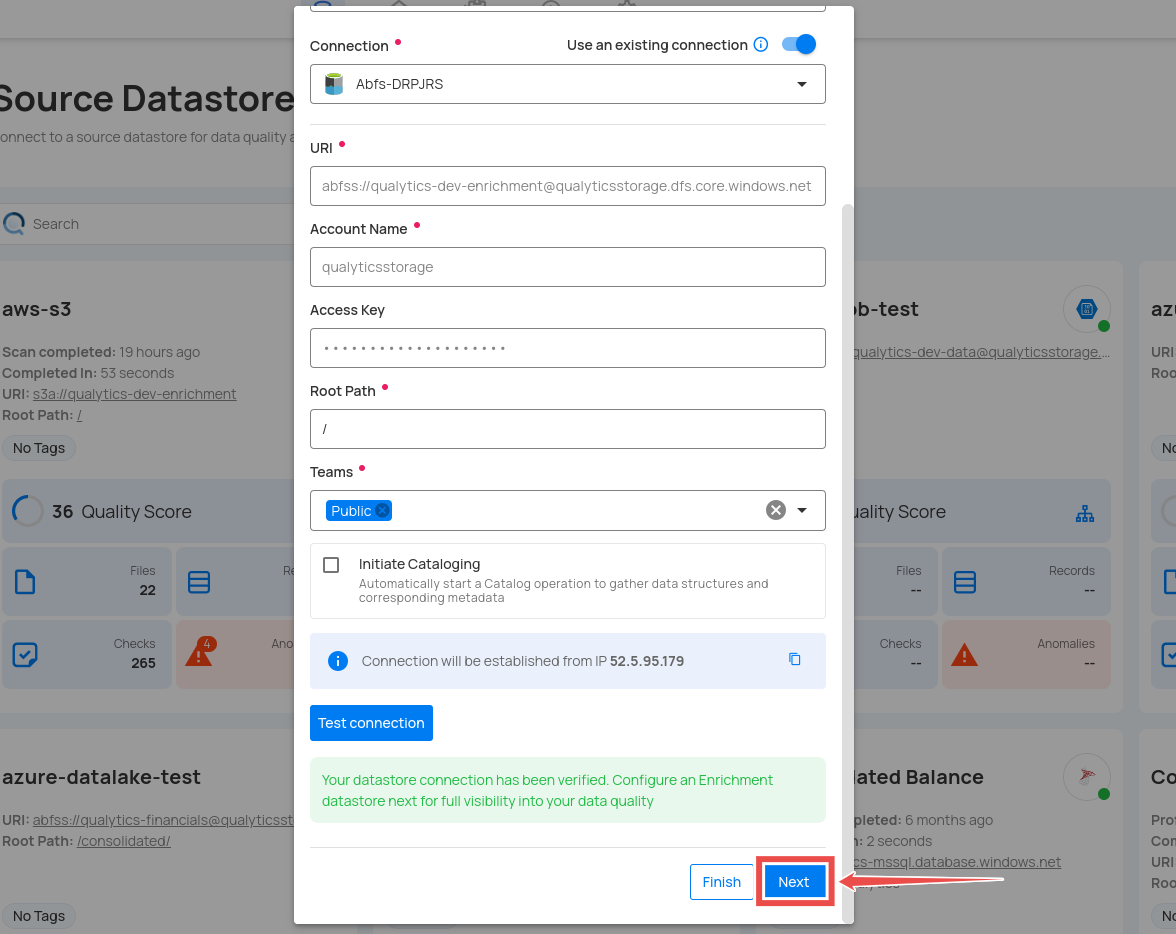 Connection
Use an existing connection
Abfs-DRPJRS
URI
abfss://qualytics-dev-enrichment@qualyticsstorage.dfs.core.windows.net
Account Name
qualyticsstorage
Access Key
Root Path
/
Teams
Public
Initiate Cataloging
Automatically start a Catalog operation to gather data structures and
corresponding metadata
Connection will be established from IP 52.5.95.179
Test connection
Your datastore connection has been verified. Configure an Enrichment
datastore next for full visibility into your data quality
Finish
Next
Source Datastore
onnect to a source datastore for data quality a
Search
aws-s3
Scan completed: 19 hours ago
Completed In: 53 seconds
URI: s3a://qualytics-dev-enrichment
Root Path: /
No Tags
36 Quality Score
Files
22
Re
Checks
265
4
Ano
ob-test
qualytics-dev-data@qualyticsstorage....
ality Score
Files
--
Records
--
Checks
--
Anomalies
--
az
URI
Roo
No
azure-datalake-test
URI: abfss://qualytics-financials@qualyticsst
Root Path: /consolidated/
No Tags
lated Balance
pleted: 6 months ago
n: 2 seconds
cs-mssql.database.windows.net
Co
Prof
Com
URI
Roo
No